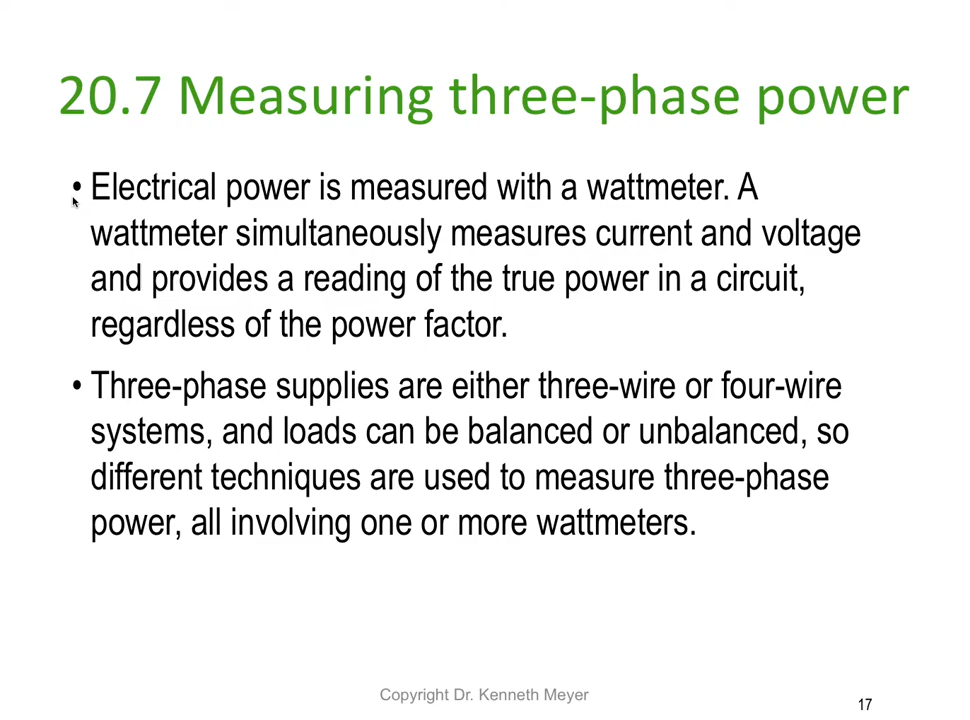 20.7 Measuring three-phase power
• Electrical power is measured with a wattmeter. A
wattmeter simultaneously measures current and voltage
and provides a reading of the true power in a circuit,
regardless of the power factor.
• Three-phase supplies are either three-wire or four-wire
systems, and loads can be balanced or unbalanced, so
different techniques are used to measure three-phase
power, all involving one or more wattmeters.
Copyright Dr. Kenneth Meyer
17